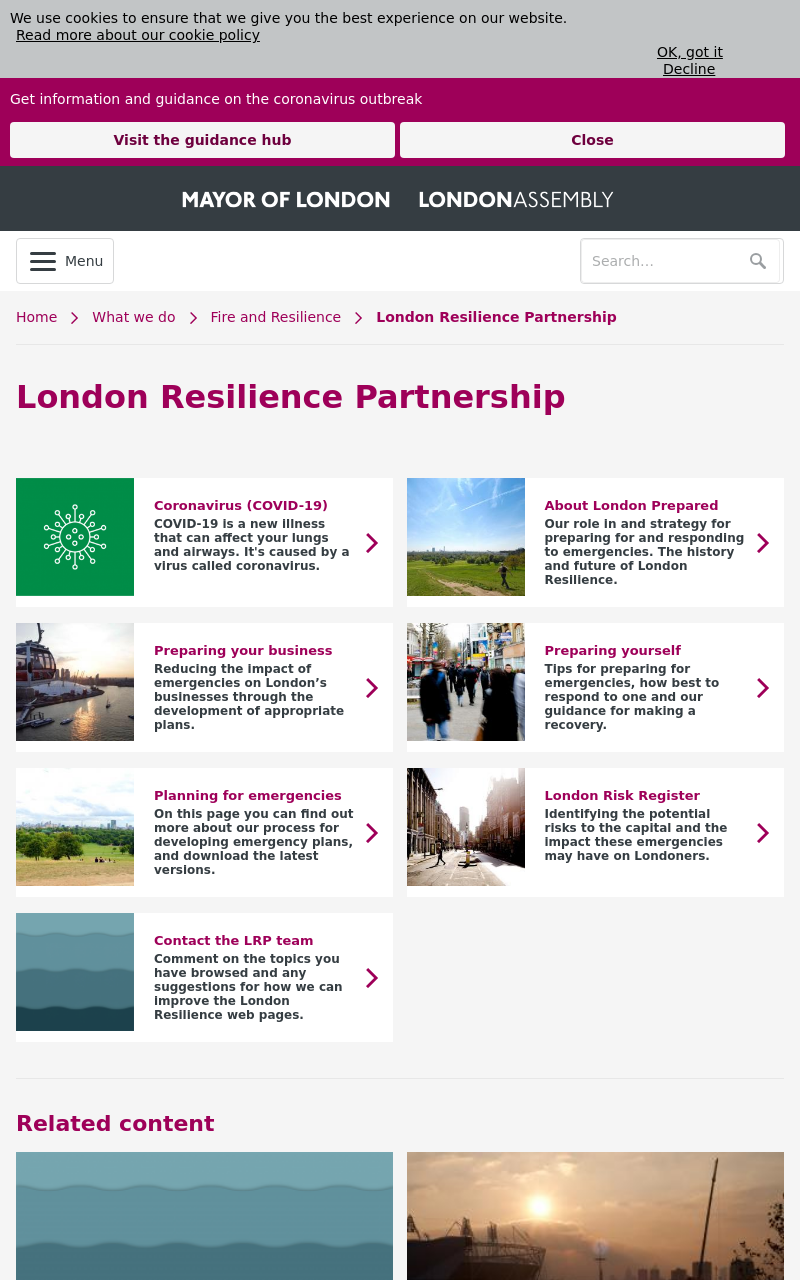 We use cookies to ensure that we give you the best experience on our website.
Read more about our cookie policy
OK, got it
Decline
Get information and guidance on the coronavirus outbreak
Visit the guidance hub
Close
MAYOR OF LONDON
LONDONASSEMBLY
Menu
Search...
Home
What we do
Fire and Resilience
London Resilience Partnership
London Resilience Partnership
Coronavirus (COVID-19)
COVID-19 is a new illness
that can affect your lungs
and airways. It's caused by a
virus called coronavirus.
About London Prepared
Our role in and strategy for
preparing for and responding
to emergencies. The history
and future of London
Resilience.
Preparing your business
Reducing the impact of
emergencies on London’s
businesses through the
development of appropriate
plans.
Preparing yourself
Tips for preparing for
emergencies, how best to
respond to one and our
guidance for making a
recovery.
Planning for emergencies
On this page you can find out
more about our process for
developing emergency plans,
and download the latest
versions.
London Risk Register
Identifying the potential
risks to the capital and the
impact these emergencies
may have on Londoners.
Contact the LRP team
Comment on the topics you
have browsed and any
suggestions for how we can
improve the London
Resilience web pages.
Related content